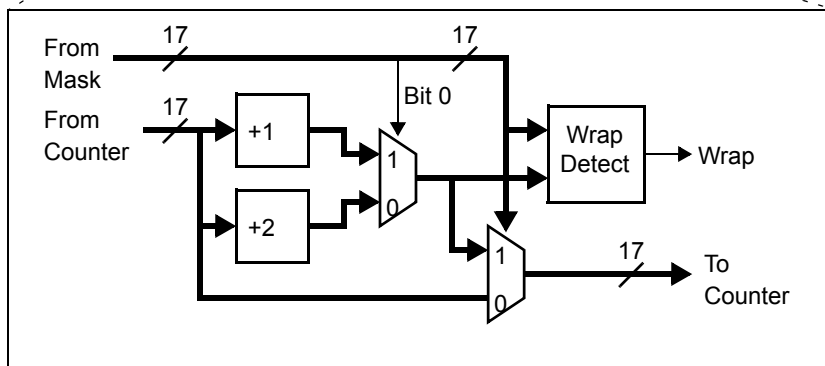 17
17
From
Mask
Bit 0
17
From
Counter
+1
1
0
Wrap
Detect
Wrap
+2
1
0
17
To
Counter